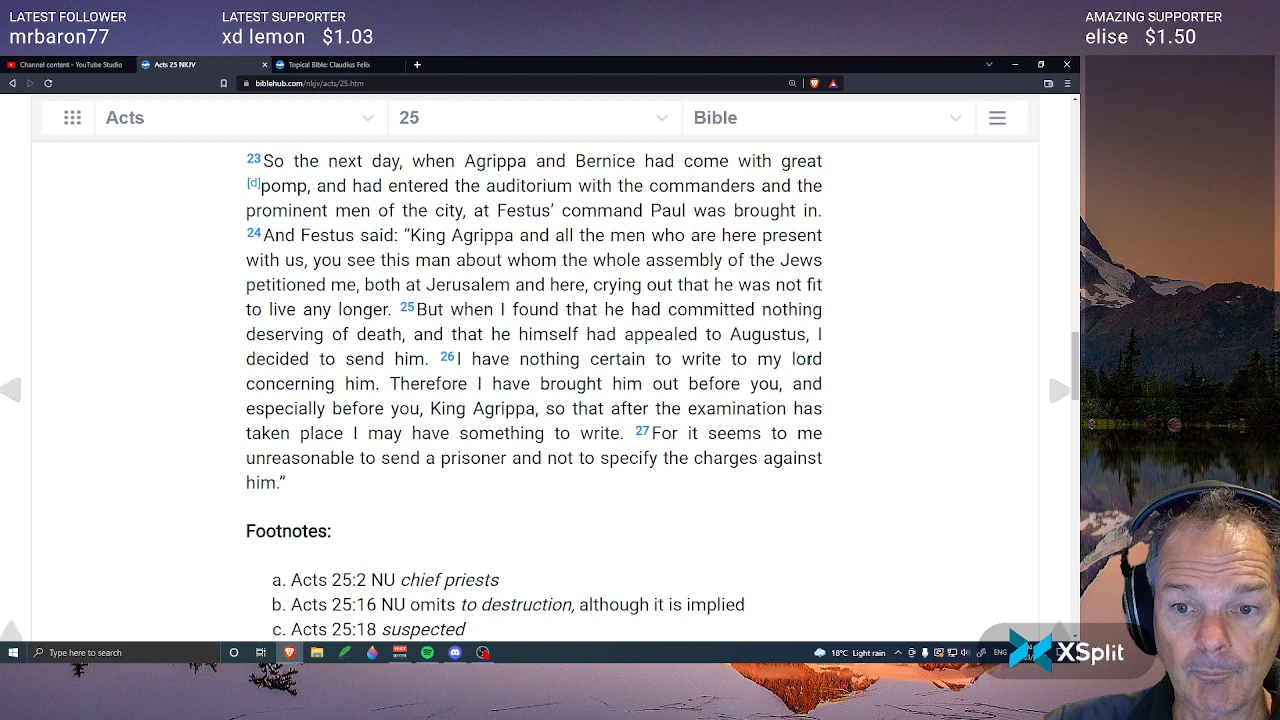 LATEST FOLLOWER
mrbaron77
LATEST SUPPORTER
xd lemon $1.03
AMAZING SUPPORTER
elise $1.50
Channel content - YouTube Studio
Acts 25 NKJV
Topical Bible: Claudius Felix
biblehub.com/nkjv/acts/25.htm
Acts
25
Bible
23 So the next day, when Agrippa and Bernice had come with great
[d]pomp, and had entered the auditorium with the commanders and the
prominent men of the city, at Festus’ command Paul was brought in.
24 And Festus said: “King Agrippa and all the men who are here present
with us, you see this man about whom the whole assembly of the Jews
petitioned me, both at Jerusalem and here, crying out that he was not fit
to live any longer. 25 But when I found that he had committed nothing
deserving of death, and that he himself had appealed to Augustus, I
decided to send him. 26 I have nothing certain to write to my lord
concerning him. Therefore I have brought him out before you, and
especially before you, King Agrippa, so that after the examination has
taken place I may have something to write. 27 For it seems to me
unreasonable to send a prisoner and not to specify the charges against
him.”
Footnotes:
a. Acts 25:2 NU chief priests
b. Acts 25:16 NU omits to destruction, although it is implied
c. Acts 25:18 suspected
Type here to search
18°C Light rain
ENG
XSplit